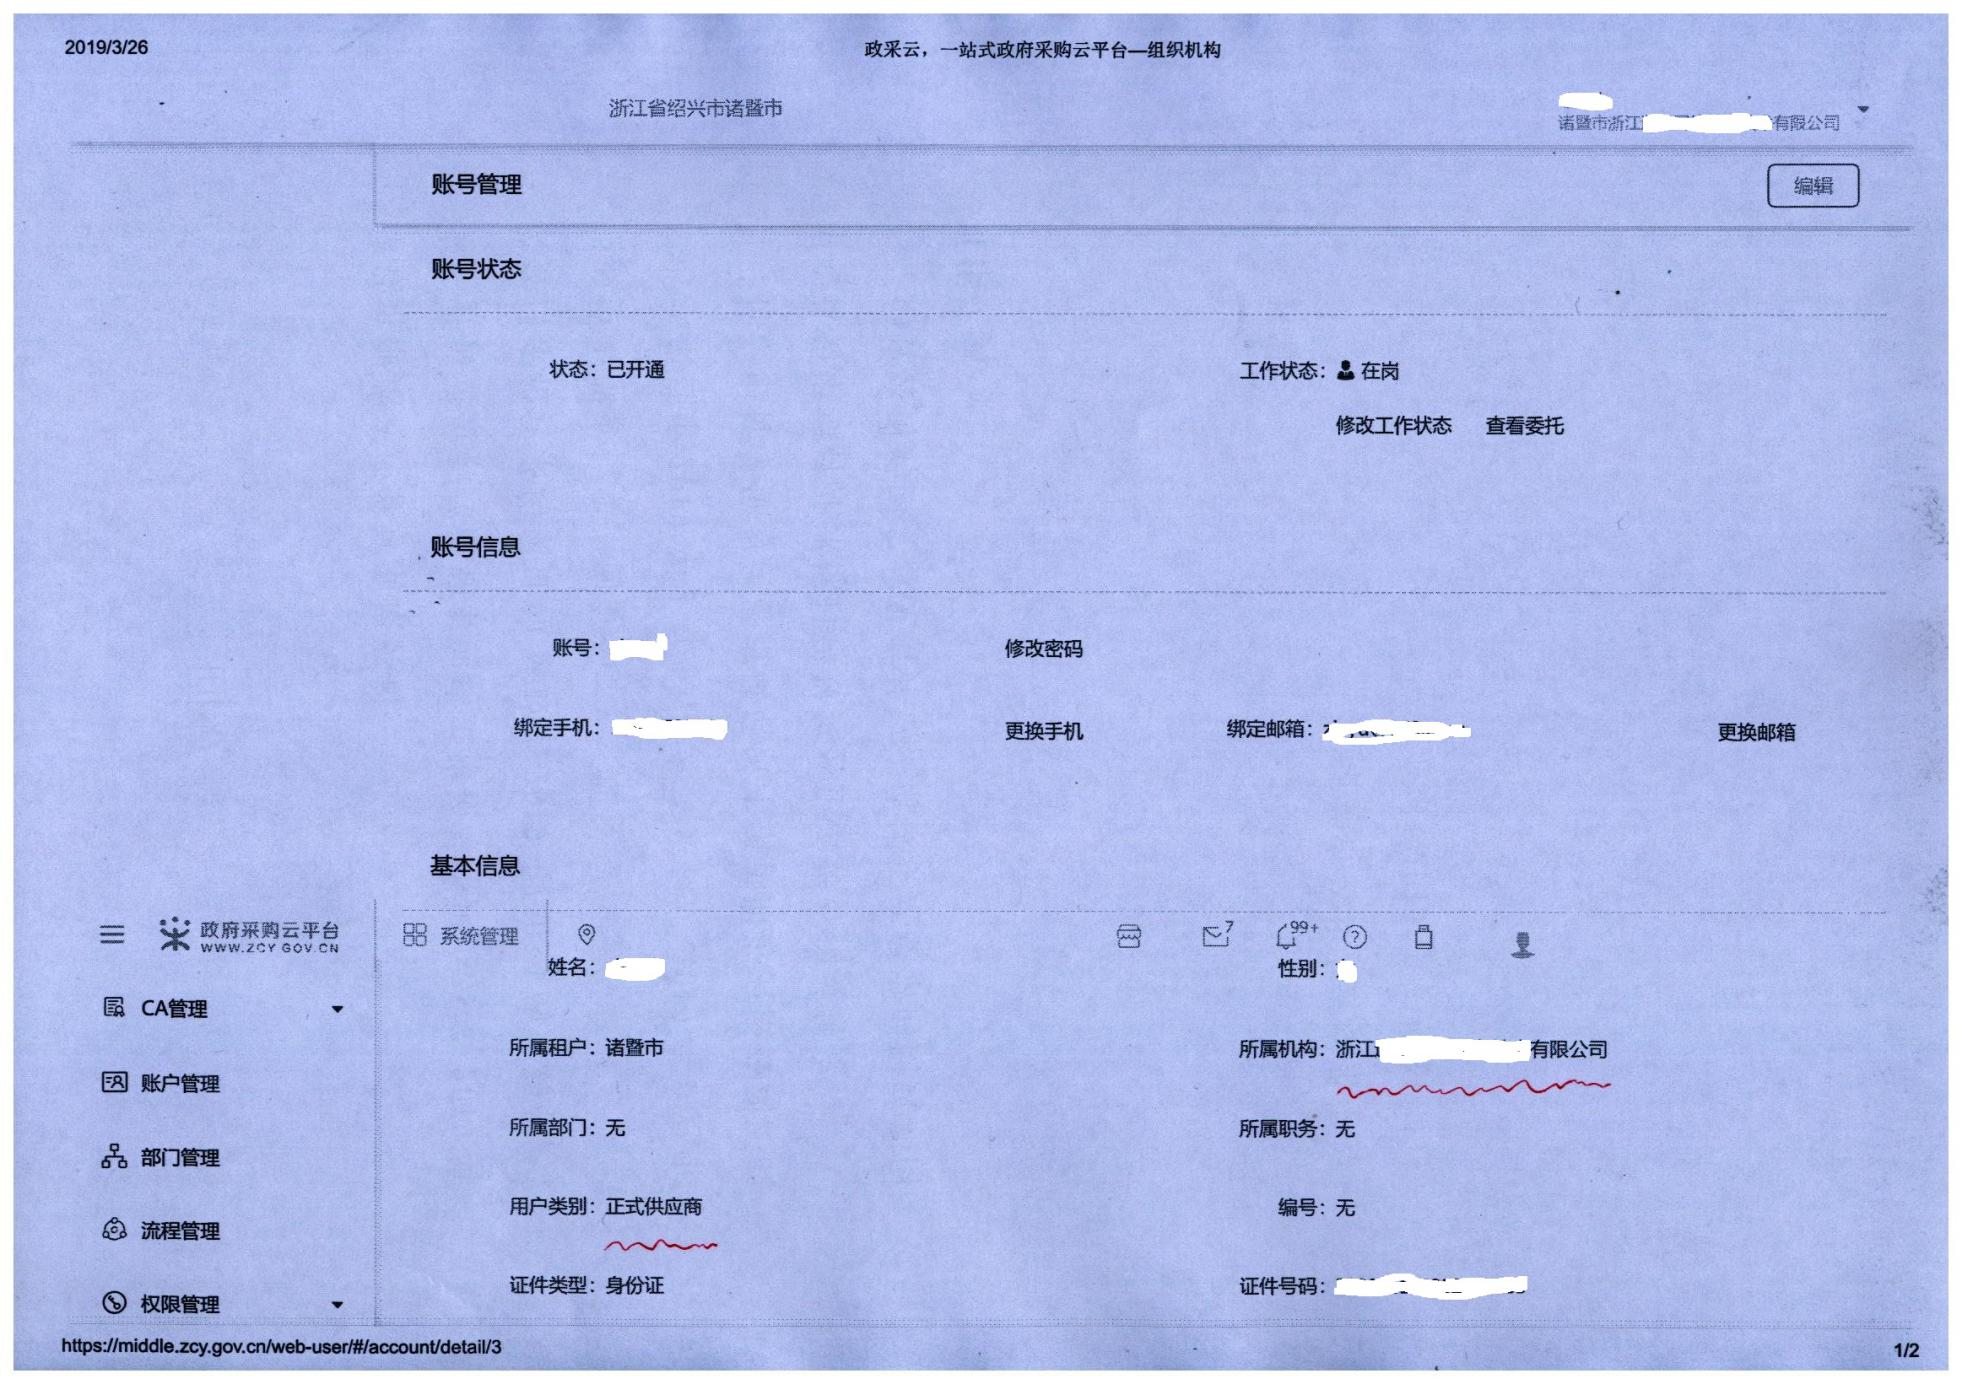 2019/3/26 政采云，一站式政府采购云平台—组织机构
浙江省绍兴市诸暨市
诸暨市浙江 有限公司
账号管理 编辑
账号状态
状态：已开通 工作状态：在岗
修改工作状态 查看委托
账号信息
账号： 修改密码
绑定手机： 更换手机 绑定邮箱： 更换邮箱
基本信息
政府采购云平台 系统管理 7 99+
WWW.ZCY.GOV.CN
姓名： 性别：
CA管理
所属租户：诸暨市 所属机构：浙江 有限公司
账户管理
所属部门：无 所属职务：无
部门管理
用户类别：正式供应商 编号：无
流程管理
证件类型：身份证 证件号码：
权限管理
https://middle.zcy.gov.cn/web-user/#/account/detail/3 1/2